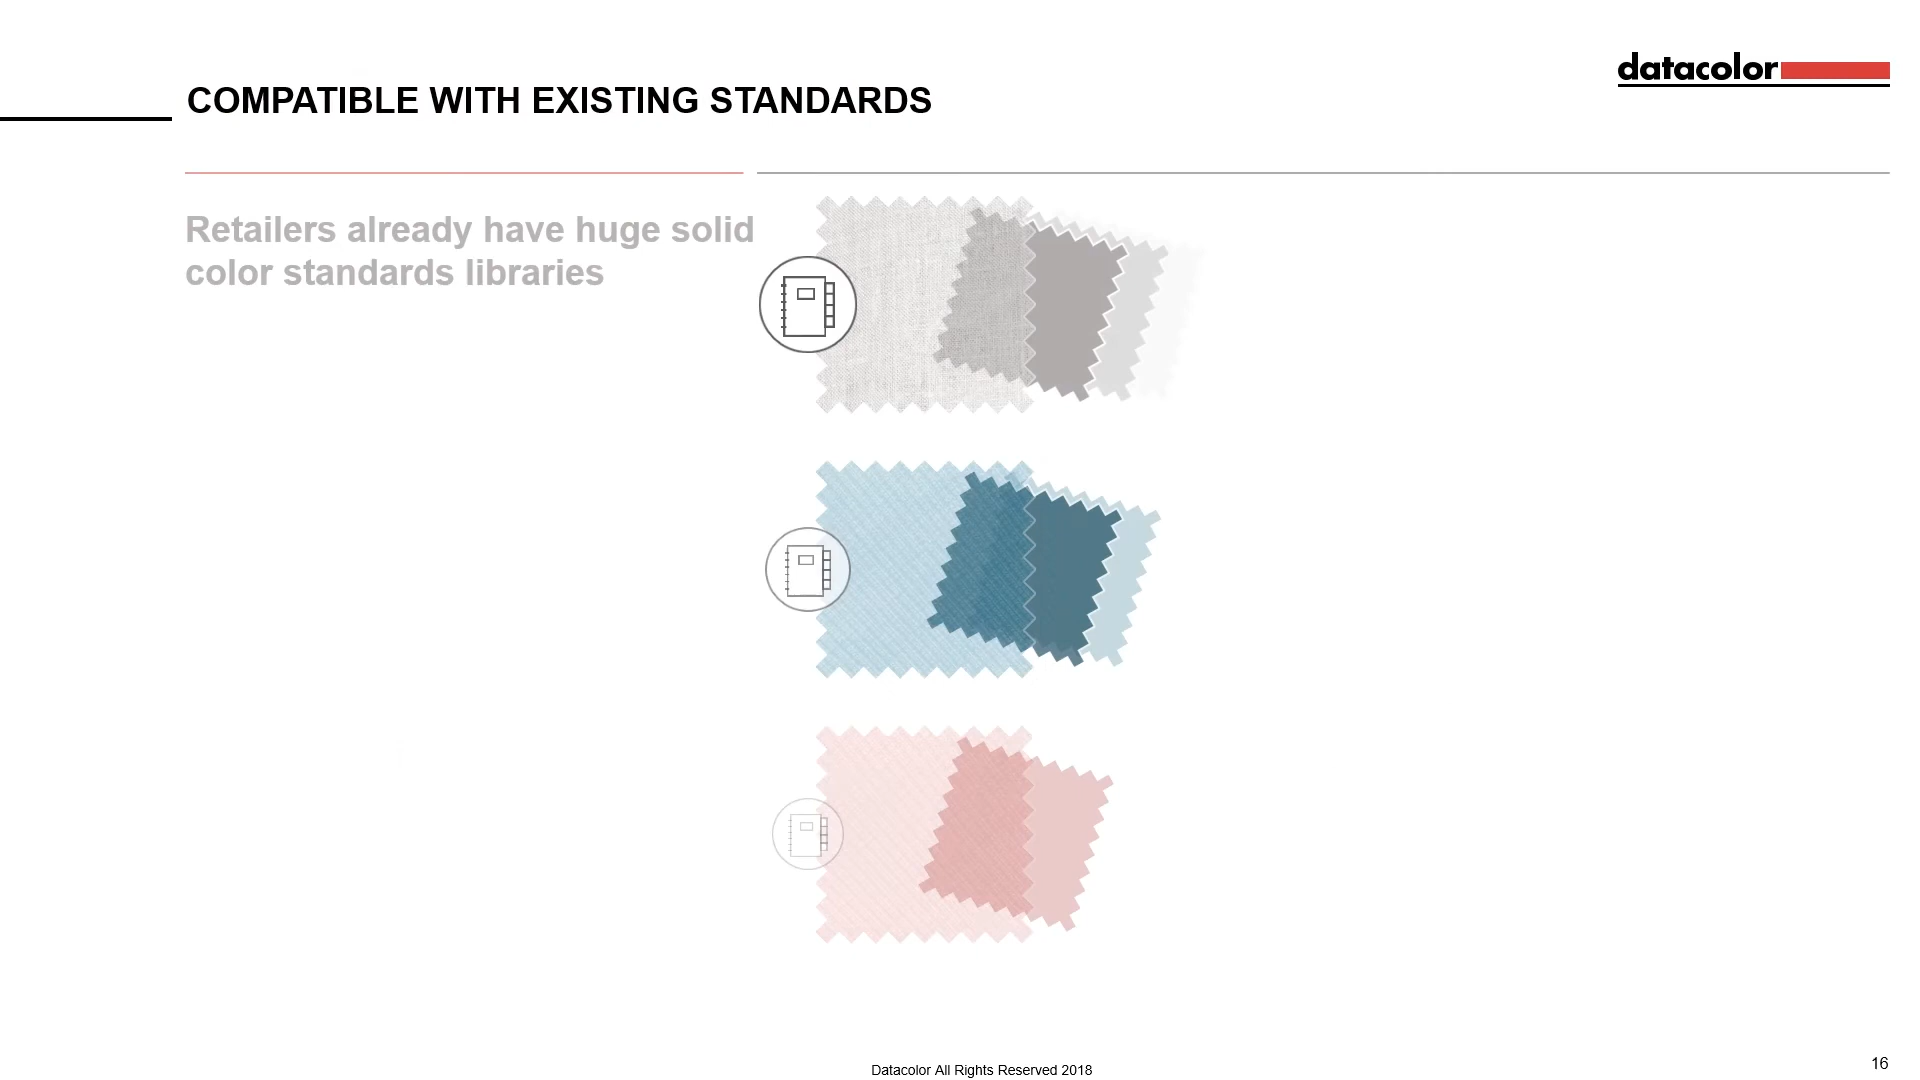 datacolor
COMPATIBLE WITH EXISTING STANDARDS
Retailers already have huge solid
color standards libraries
Datacolor All Rights Reserved 2018
16